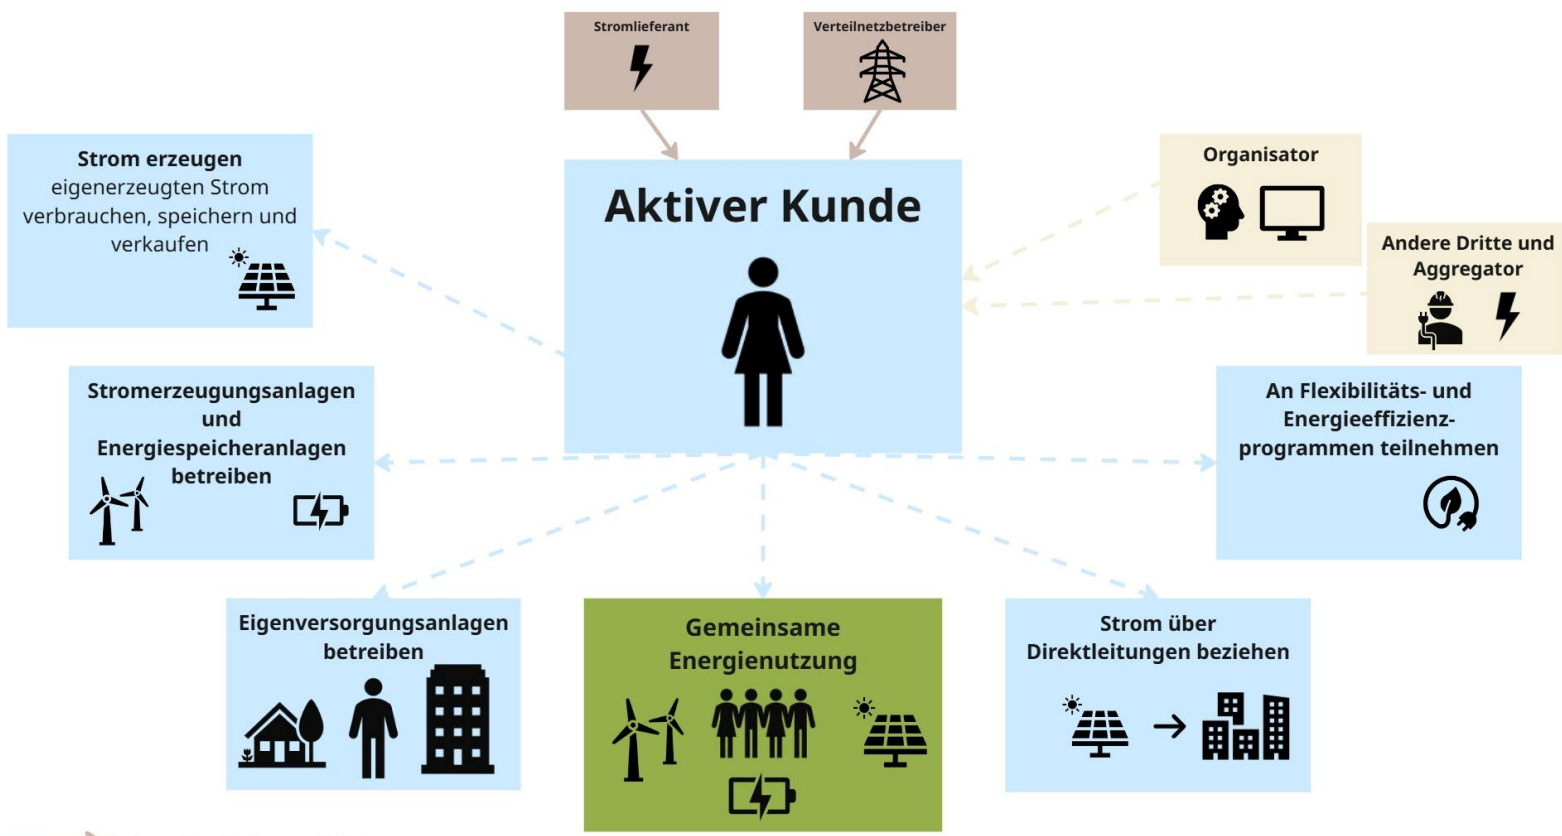 Stromlieferant
Verteilnetzbetreiber
Strom erzeugen
eigenerzeugten Strom
verbrauchen, speichern und
verkaufen
Aktiver Kunde
Organisator
Andere Dritte und
Aggregator
Stromerzeugungsanlagen
und
Energiespeicheranlagen
betreiben
An Flexibilitäts- und
Energieeffizienz-
programmen teilnehmen
Eigenversorgungsanlagen
betreiben
Gemeinsame
Energienutzung
Strom über
Direktleitungen beziehen